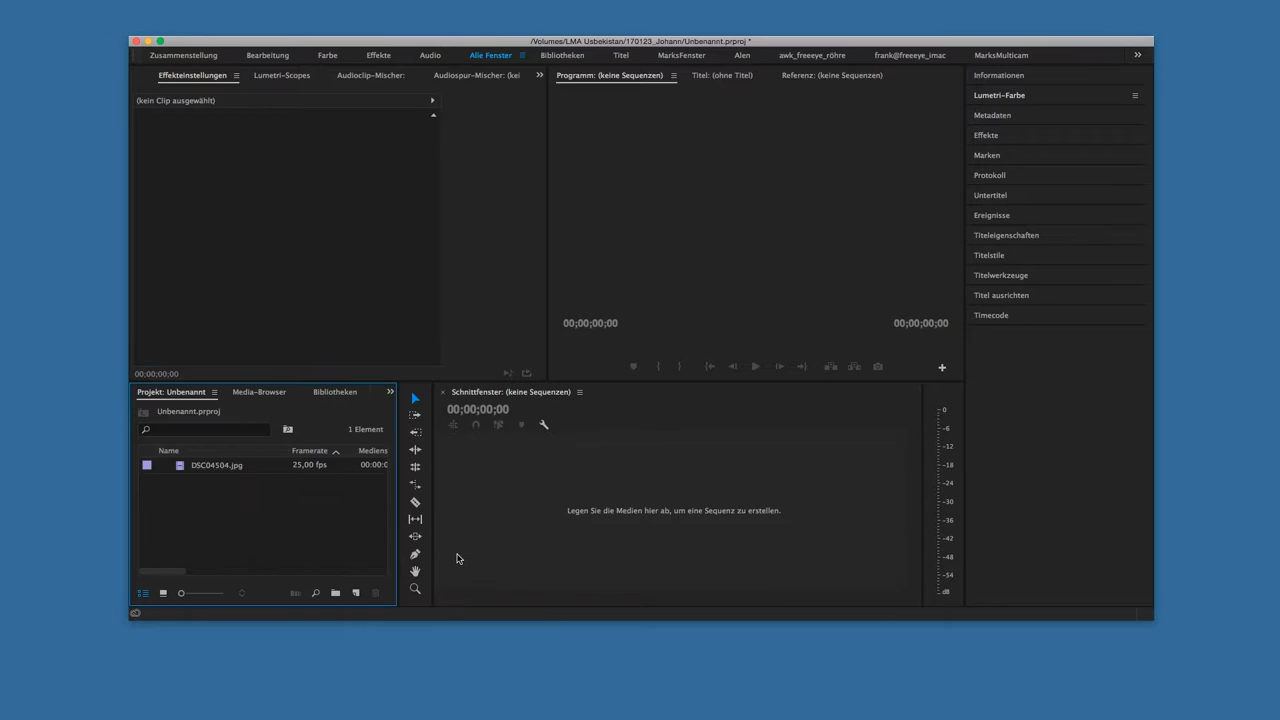 /Volumes/LMA Usbekistan/170123_Johann/Unbenannt.prproj *
Zusammenstellung Bearbeitung Farbe Effekte Audio Alle Fenster Bibliotheken Titel MarksFenster Alen awk_freeeye_röhre frank@freeeye_imac MarksMulticam
Effekteinstellungen Lumetri-Scopes Audioclip-Mischer: Audiospur-Mischer: (kei
Programm: (keine Sequenzen) Titel: (ohne Titel) Referenz: (keine Sequenzen)
Informationen
(kein Clip ausgewählt)
Lumetri-Farbe
Metadaten
Effekte
Marken
Protokoll
Untertitel
Ereignisse
Titeleigenschaften
Titelstile
Titelwerkzeuge
Titel ausrichten
Timecode
00;00;00;00 00;00;00;00
00;00;00;00
Projekt: Unbenannt Media-Browser Bibliotheken
Unbenannt.prproj
1 Element
Name Framerate Mediens
DSC04504.jpg 25,00 fps 00:00:0
Schnittfenster: (keine Sequenzen)
00;00;00;00
Legen Sie die Medien hier ab, um eine Sequenz zu erstellen.
0
-6
-12
-18
-24
-30
-36
-42
-48
-54
dB